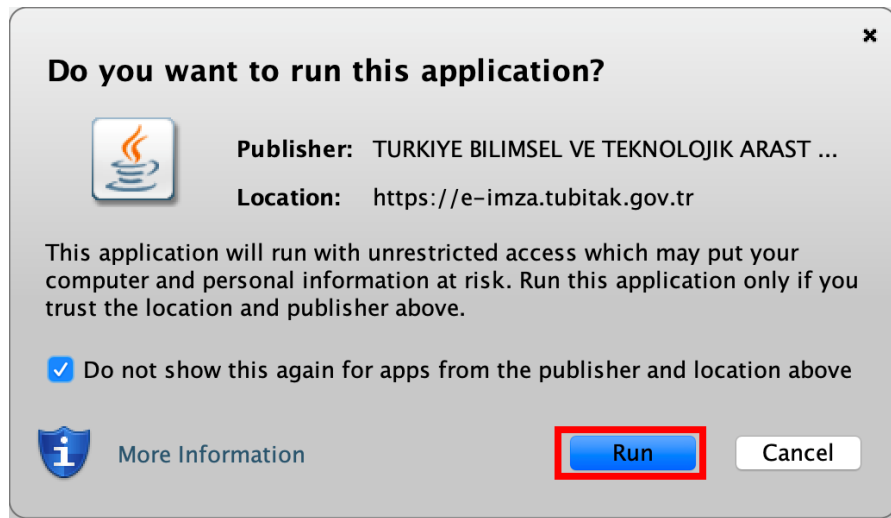 Do you want to run this application?
Publisher: TURKIYE BILIMSEL VE TEKNOLOJIK ARAST ...
Location: https://e-imza.tubitak.gov.tr
This application will run with unrestricted access which may put your
computer and personal information at risk. Run this application only if you
trust the location and publisher above.
Do not show this again for apps from the publisher and location above
More Information
Run
Cancel